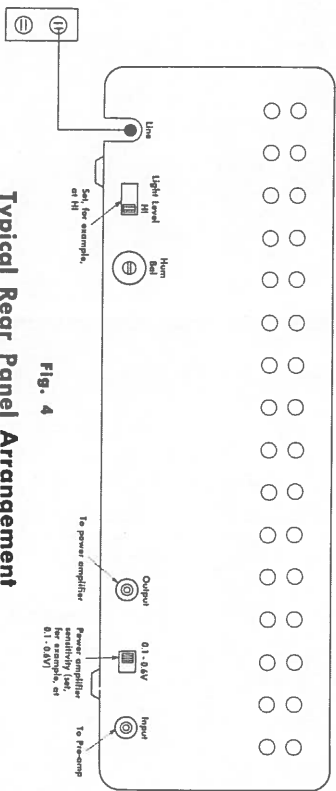 Line
Light Level
HI
Set, for example,
at HI
Hum
Bal
Output
To power amplifier
0.1 - 0.6V
Power amplifier
sensitivity (set,
for example, at
0.1 - 0.6V)
Input
To Pre-amp
Fig. 4
Typical Rear Panel Arrangement